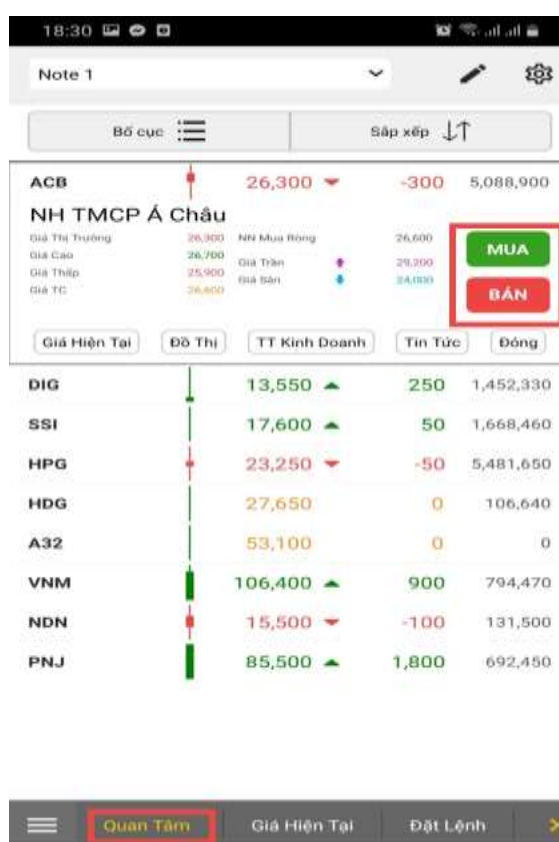 18:30
Note 1
Bố cục Sắp xếp
ACB 26,300 -300 5,088,900
NH TMCP Á Châu
Giá Thị Trường 26,300 NN Mua Ròng 26,600
Giá Cao 26,700 Giá Trần 29,200
Giá Thấp 25,900 Giá Sàn 24,000
Giá TC 26,600
MUA
BÁN
Giá Hiện Tại Đồ Thị TT Kinh Doanh Tin Tức Đóng
DIG 13,550 250 1,452,330
SSI 17,600 50 1,668,460
HPG 23,250 -50 5,481,650
HDG 27,650 0 106,640
A32 53,100 0 0
VNM 106,400 900 794,470
NDN 15,500 -100 131,500
PNJ 85,500 1,800 692,450
Quan Tâm Giá Hiện Tại Đặt Lệnh